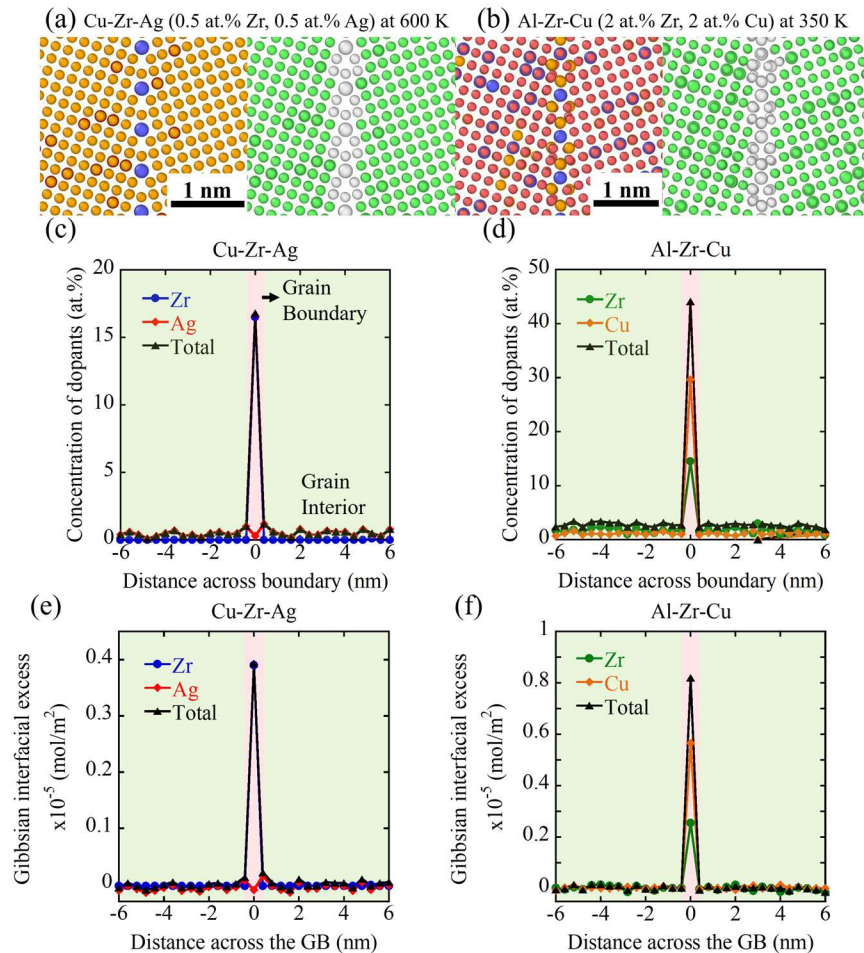 (a) Cu-Zr-Ag (0.5 at.% Zr, 0.5 at.% Ag) at 600 K
(b) Al-Zr-Cu (2 at.% Zr, 2 at.% Cu) at 350 K
1 nm
1 nm
(c)
Cu-Zr-Ag
Concentration of dopants (at.%)
20
15
10
5
0
Zr
Ag
Total
Grain
Boundary
Grain
Interior
-6 -4 -2 0 2 4 6
Distance across boundary (nm)
(d)
Al-Zr-Cu
Concentration of dopants (at.%)
50
40
30
20
10
0
Zr
Cu
Total
-6 -4 -2 0 2 4 6
Distance across boundary (nm)
(e)
Cu-Zr-Ag
Gibbsian interfacial excess
x10⁻⁵ (mol/m²)
0.4
0.3
0.2
0.1
0
Zr
Ag
Total
-6 -4 -2 0 2 4 6
Distance across the GB (nm)
(f)
Al-Zr-Cu
Gibbsian interfacial excess
x10⁻⁵ (mol/m²)
1
0.8
0.6
0.4
0.2
0
Zr
Cu
Total
-6 -4 -2 0 2 4 6
Distance across the GB (nm)